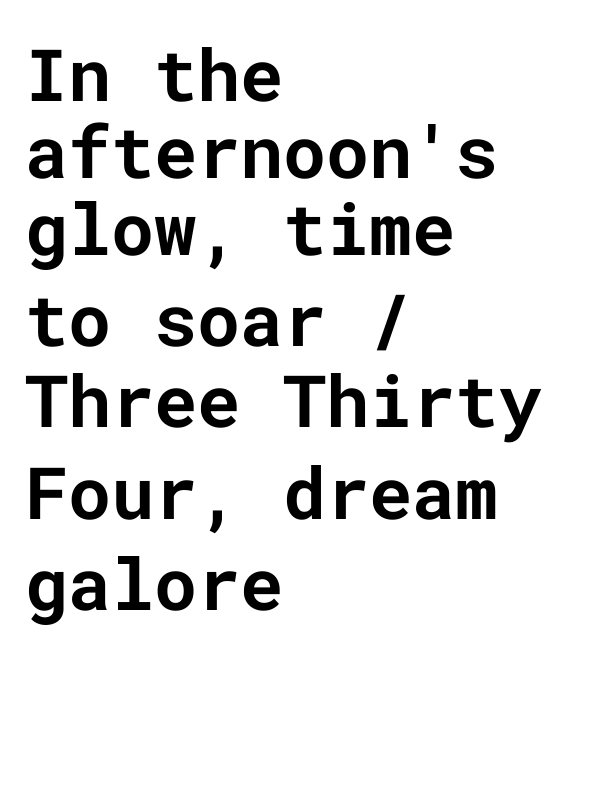 In the
afternoon's
glow, time
to soar /
Three Thirty
Four, dream
galore